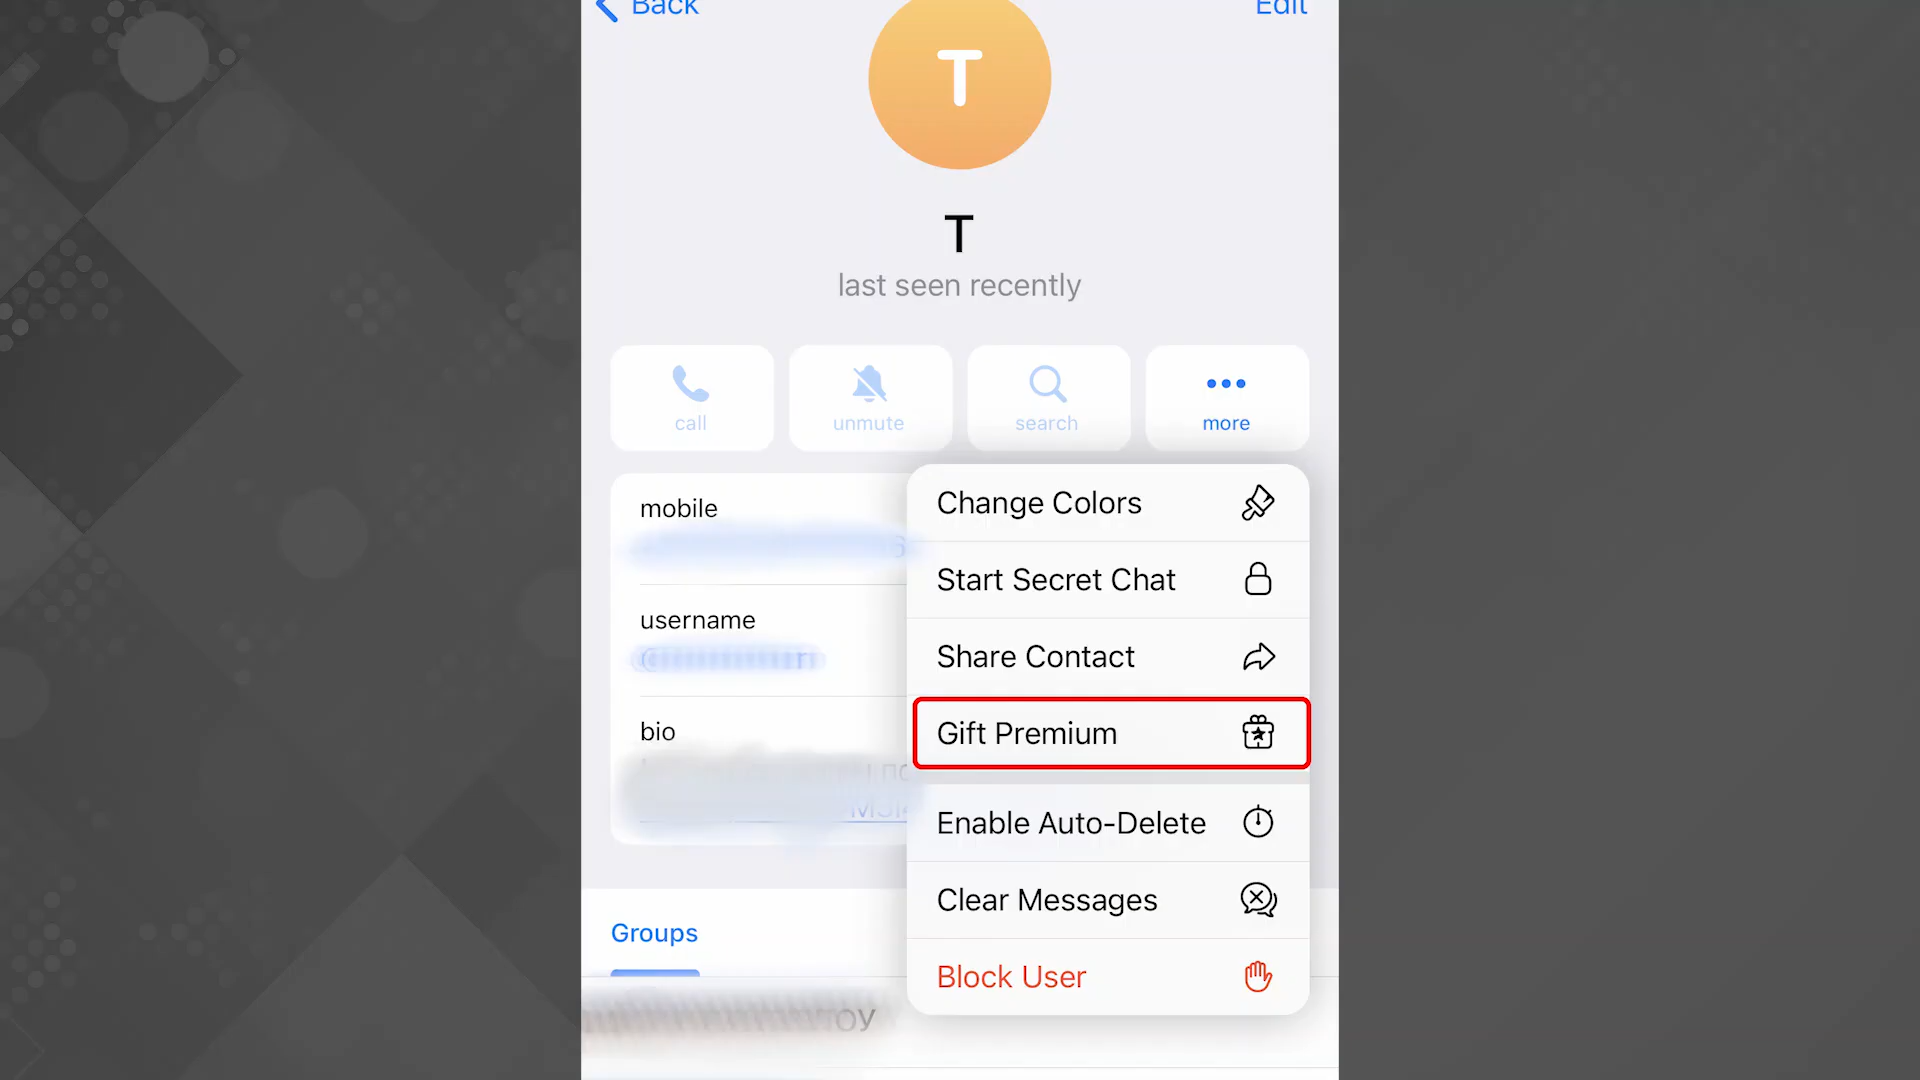 Back
Edit
T
T
last seen recently
call
unmute
search
more
mobile
username
bio
Change Colors
Start Secret Chat
Share Contact
Gift Premium
Enable Auto-Delete
Clear Messages
Block User
Groups